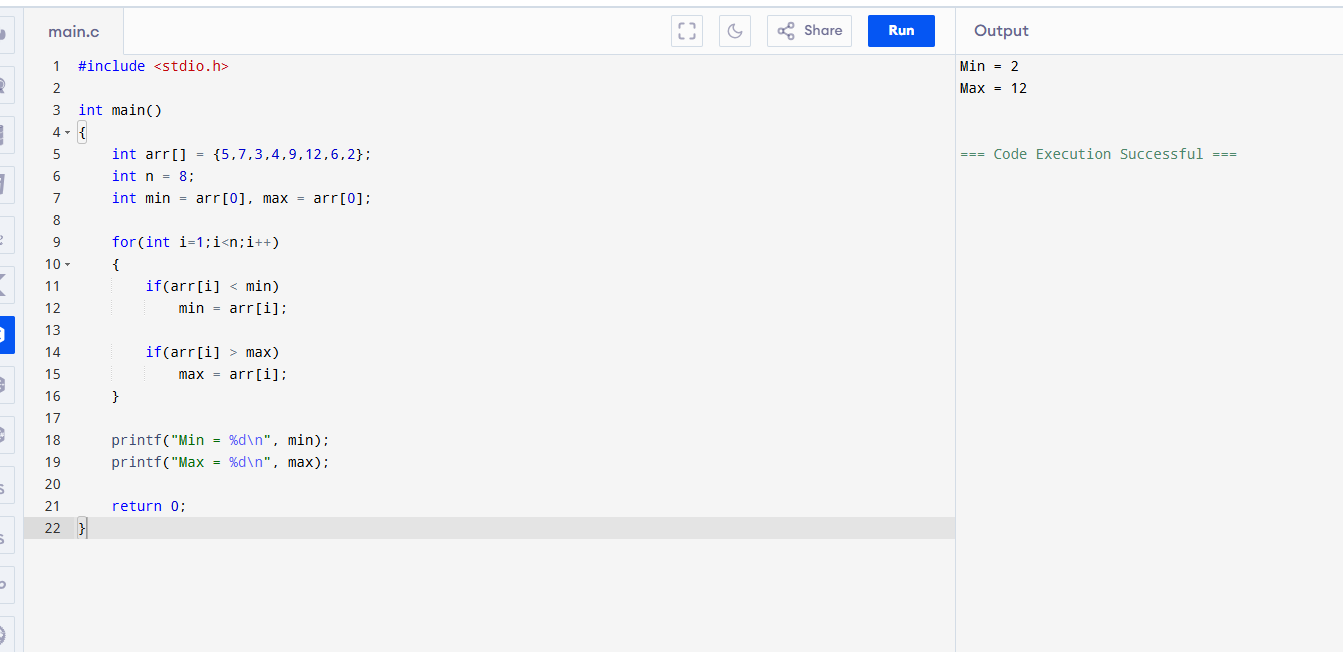 main.c
Share
Run
Output
1 #include <stdio.h>
2
3 int main()
4 {
5     int arr[] = {5,7,3,4,9,12,6,2};
6     int n = 8;
7     int min = arr[0], max = arr[0];
8
9     for(int i=1;i<n;i++)
10     {
11         if(arr[i] < min)
12             min = arr[i];
13
14         if(arr[i] > max)
15             max = arr[i];
16     }
17
18     printf("Min = %d\n", min);
19     printf("Max = %d\n", max);
20
21     return 0;
22 }
Min = 2
Max = 12
=== Code Execution Successful ===